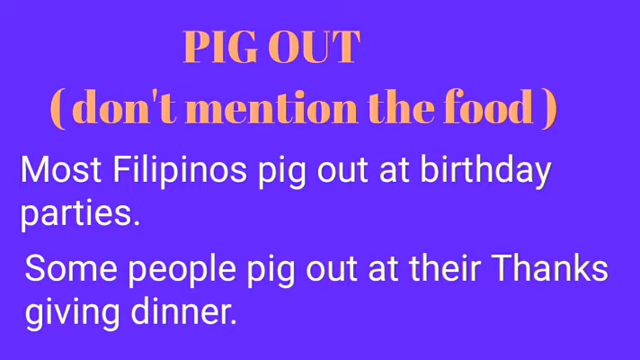 PIG OUT
( don't mention the food )
Most Filipinos pig out at birthday
parties.
Some people pig out at their Thanks
giving dinner.